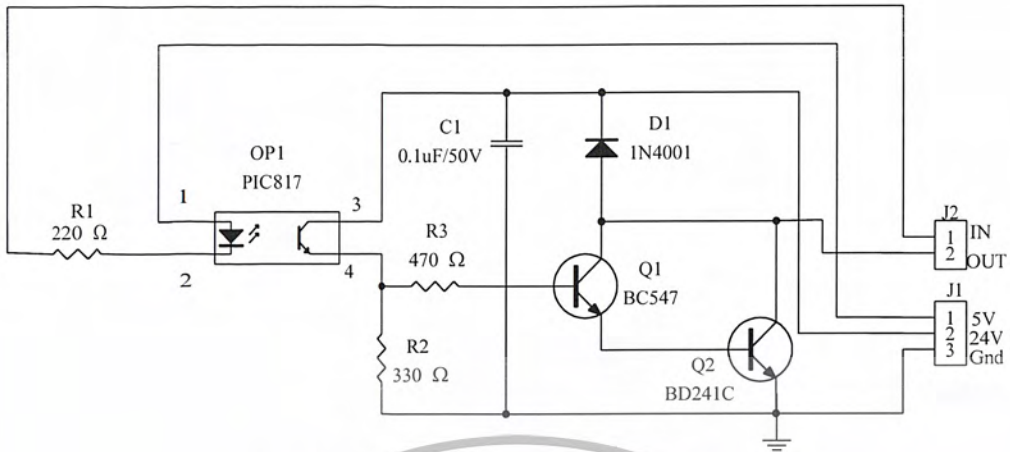 OP1
PIC817
1
2
3
4
R1
220 Ω
R3
470 Ω
R2
330 Ω
C1
0.1uF/50V
D1
1N4001
Q1
BC547
Q2
BD241C
J2
1 IN
2 OUT
J1
1 5V
2 24V
3 Gnd